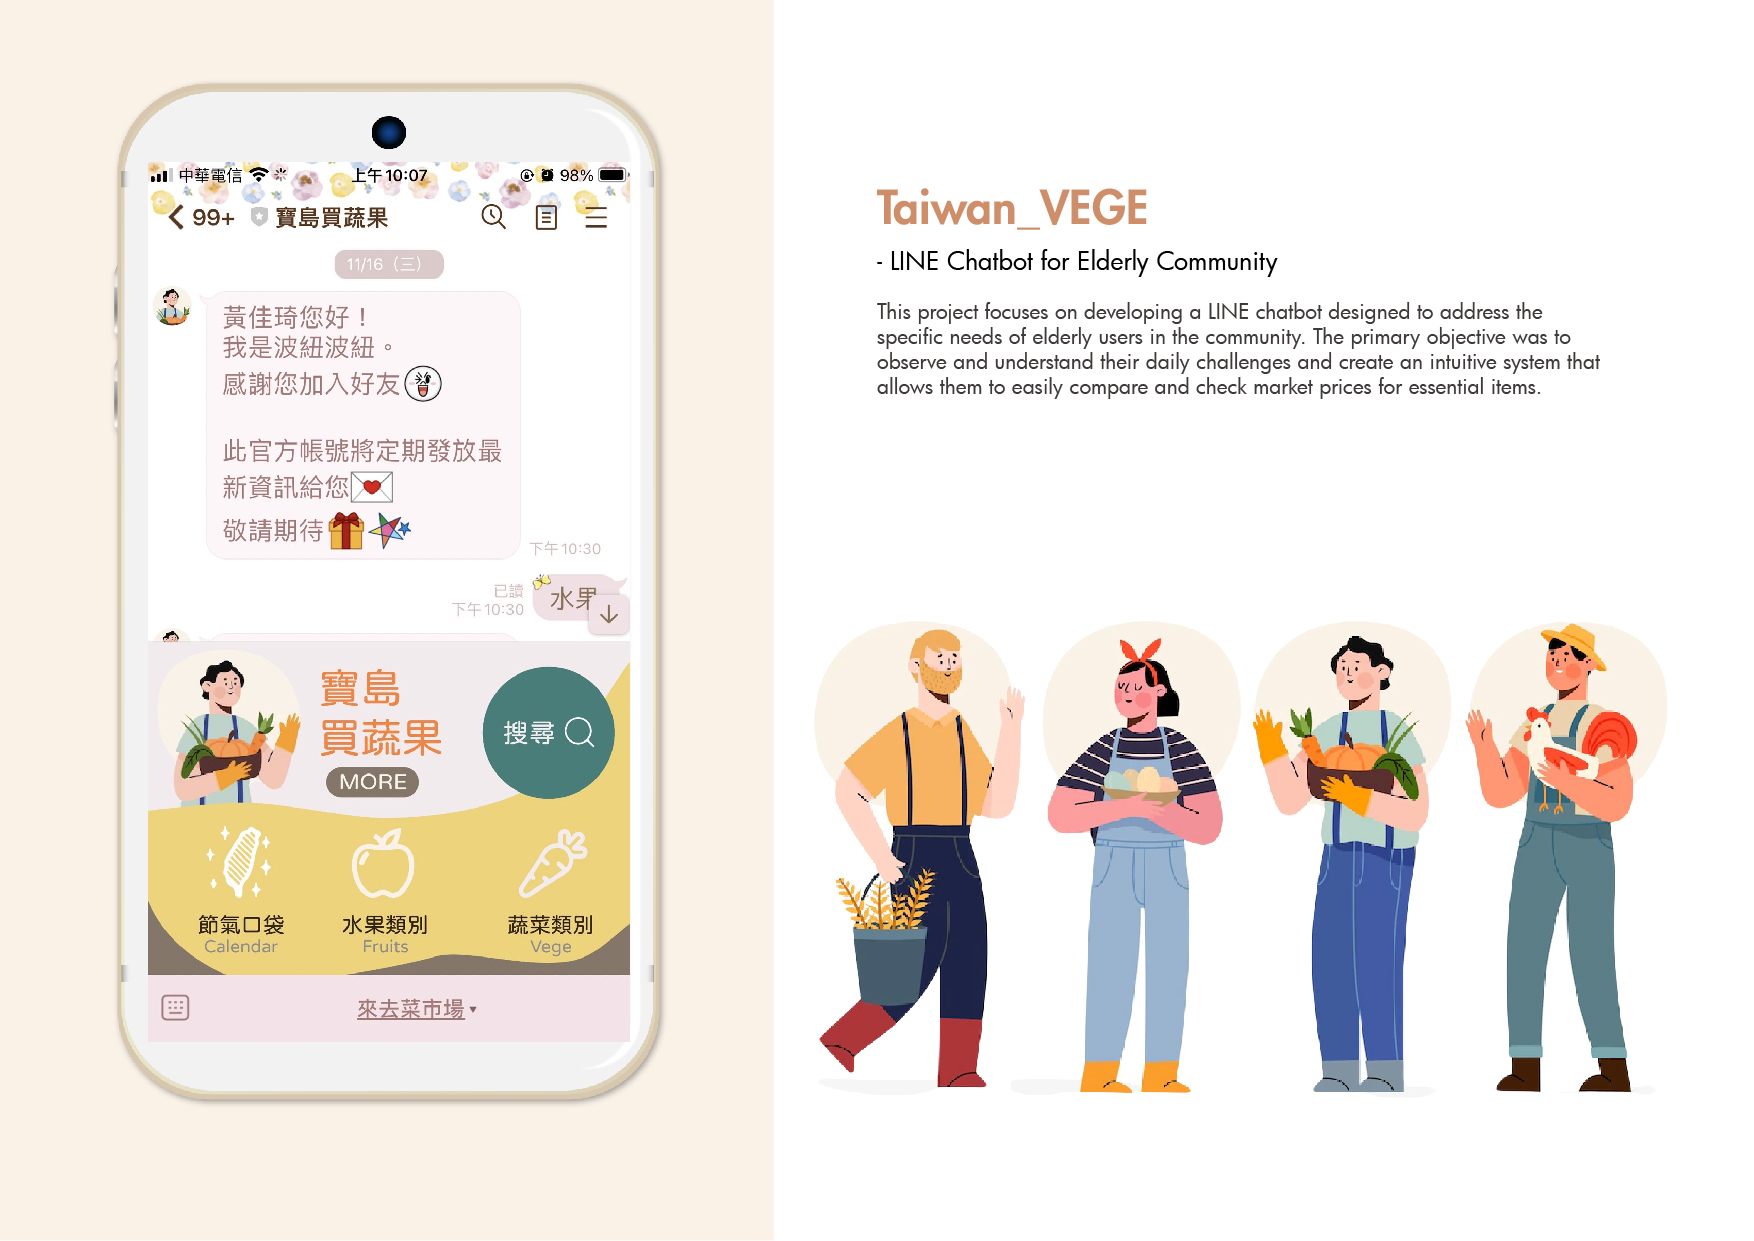 中華電信 上午10:07 98%
99+ 寶島買蔬果
11/16（三）
黃佳琦您好！
我是波紐波紐。
感謝您加入好友
此官方帳號將定期發放最
新資訊給您
敬請期待
下午10:30
已讀
下午10:30
水果
寶島
買蔬果
MORE
搜尋
節氣口袋
Calendar
水果類別
Fruits
蔬菜類別
Vege
來去菜市場▾
Taiwan_VEGE
- LINE Chatbot for Elderly Community
This project focuses on developing a LINE chatbot designed to address the
specific needs of elderly users in the community. The primary objective was to
observe and understand their daily challenges and create an intuitive system that
allows them to easily compare and check market prices for essential items.